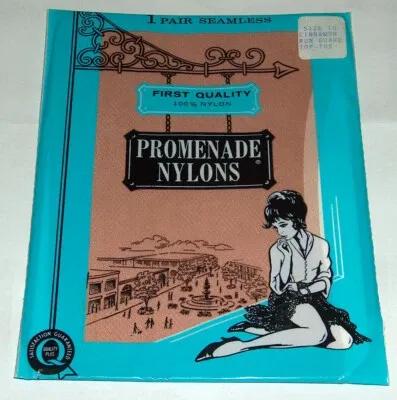 1 PAIR SEAMLESS
SIZE 10
CINNAMON
RUN GUARD
TOP-TOE
FIRST QUALITY
100% NYLON
PROMENADE
NYLONS®
SATISFACTION GUARANTEED
QUALITY
PLUS